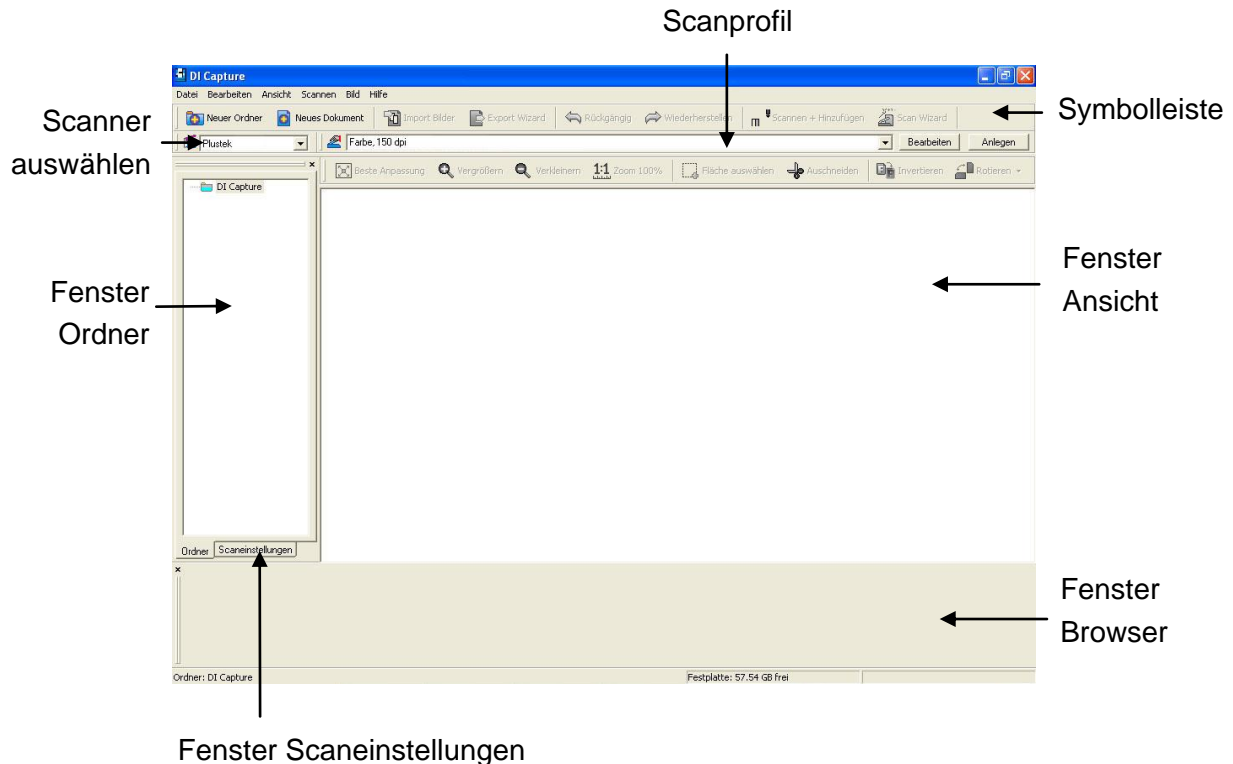 Scanprofil
DI Capture
Datei Bearbeiten Ansicht Scannen Bild Hilfe
Neuer Ordner Neues Dokument Import Bilder Export Wizard Rückgängig Wiederherstellen Scannen + Hinzufügen Scan Wizard
Symbolleiste
Scanner
auswählen
Plustek Farbe, 150 dpi Bearbeiten Anlegen
Beste Anpassung Vergrößern Verkleinern 1:1 Zoom 100% Fläche auswählen Auschneiden Invertieren Rotieren
DI Capture
Fenster
Ansicht
Fenster
Ordner
Ordner Scaneinstellungen
Fenster
Browser
Ordner: DI Capture Festplatte: 57.54 GB frei
Fenster Scaneinstellungen